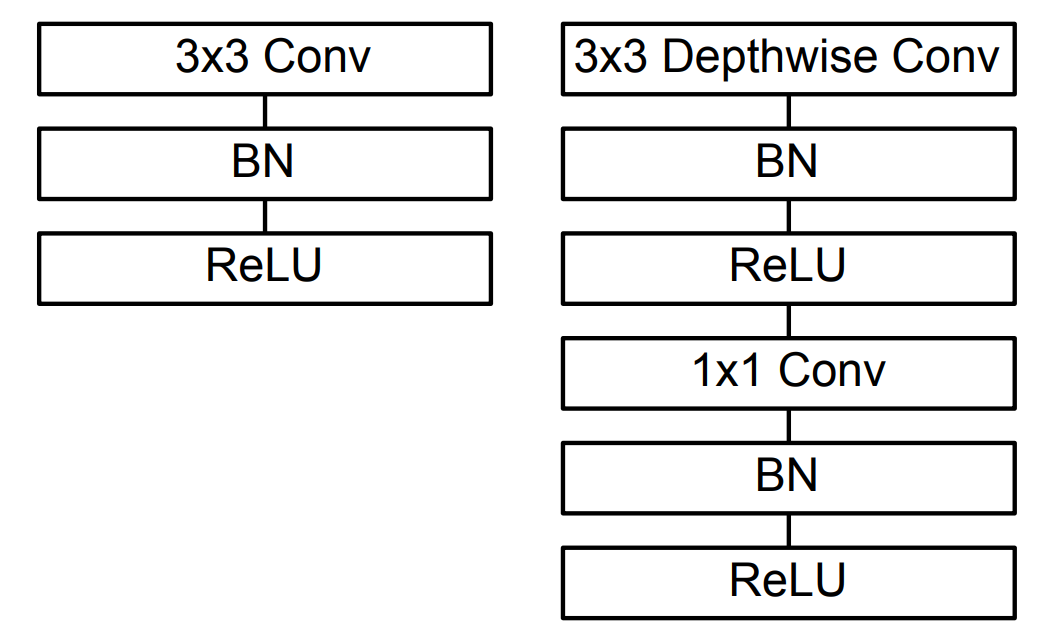 3x3 Conv
BN
ReLU
3x3 Depthwise Conv
BN
ReLU
1x1 Conv
BN
ReLU